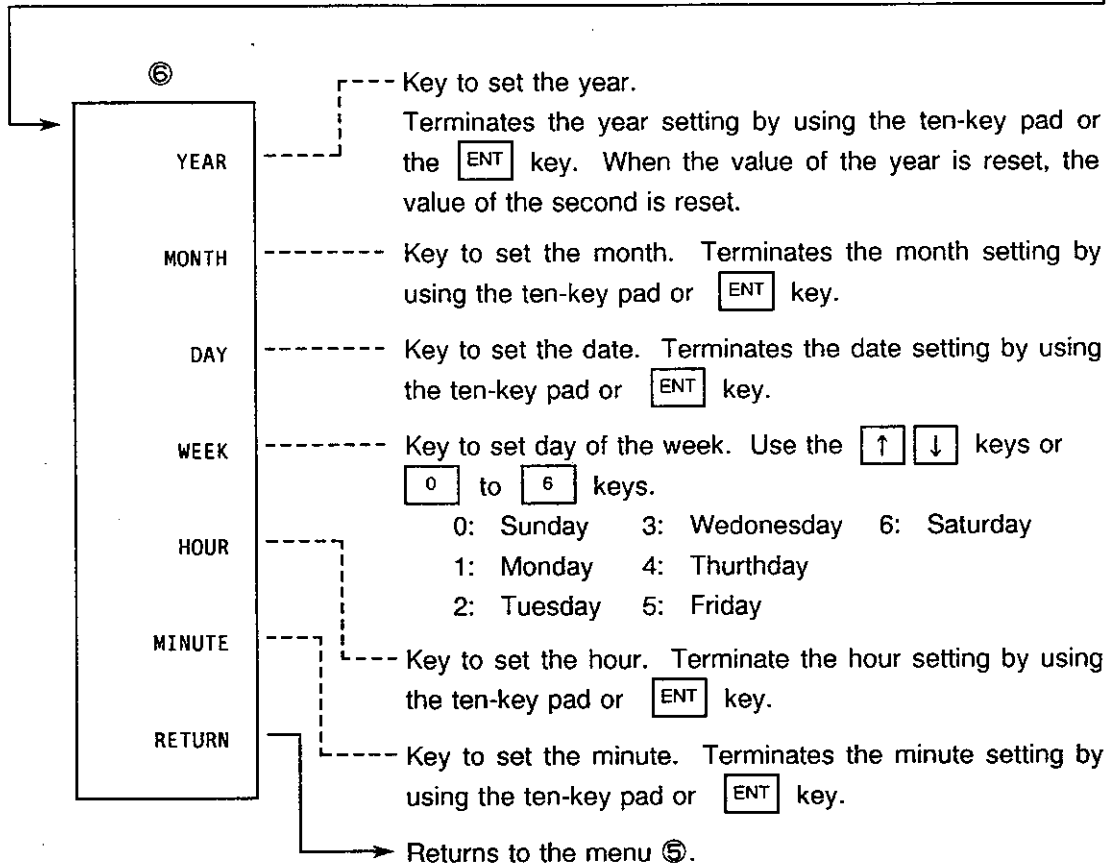 ⑥
Key to set the year.
Terminates the year setting by using the ten-key pad or
YEAR
the ENT key. When the value of the year is reset, the
value of the second is reset.
MONTH
Key to set the month. Terminates the month setting by
using the ten-key pad or ENT key.
DAY
Key to set the date. Terminates the date setting by using
the ten-key pad or ENT key.
WEEK
Key to set day of the week. Use the ↑ ↓ keys or
0 to 6 keys.
0: Sunday 3: Wedonesday 6: Saturday
HOUR
1: Monday 4: Thurthday
2: Tuesday 5: Friday
MINUTE
Key to set the hour. Terminate the hour setting by using
the ten-key pad or ENT key.
RETURN
Key to set the minute. Terminates the minute setting by
using the ten-key pad or ENT key.
Returns to the menu ⑤.